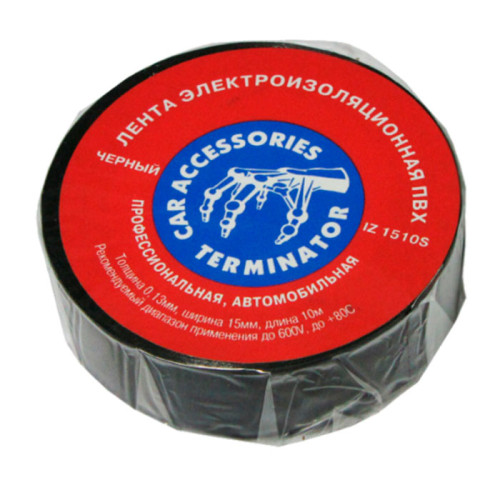 ЛЕНТА ЭЛЕКТРОИЗОЛЯЦИОННАЯ ПВХ
ЧЕРНЫЙ
IZ 1510S
CAR ACCESSORIES
TERMINATOR
ПРОФЕССИОНАЛЬНАЯ, АВТОМОБИЛЬНАЯ
Толщина 0,13мм, ширина 15мм, длина 10м
Рекомендуемый диапазон применения до 600V, до +80C